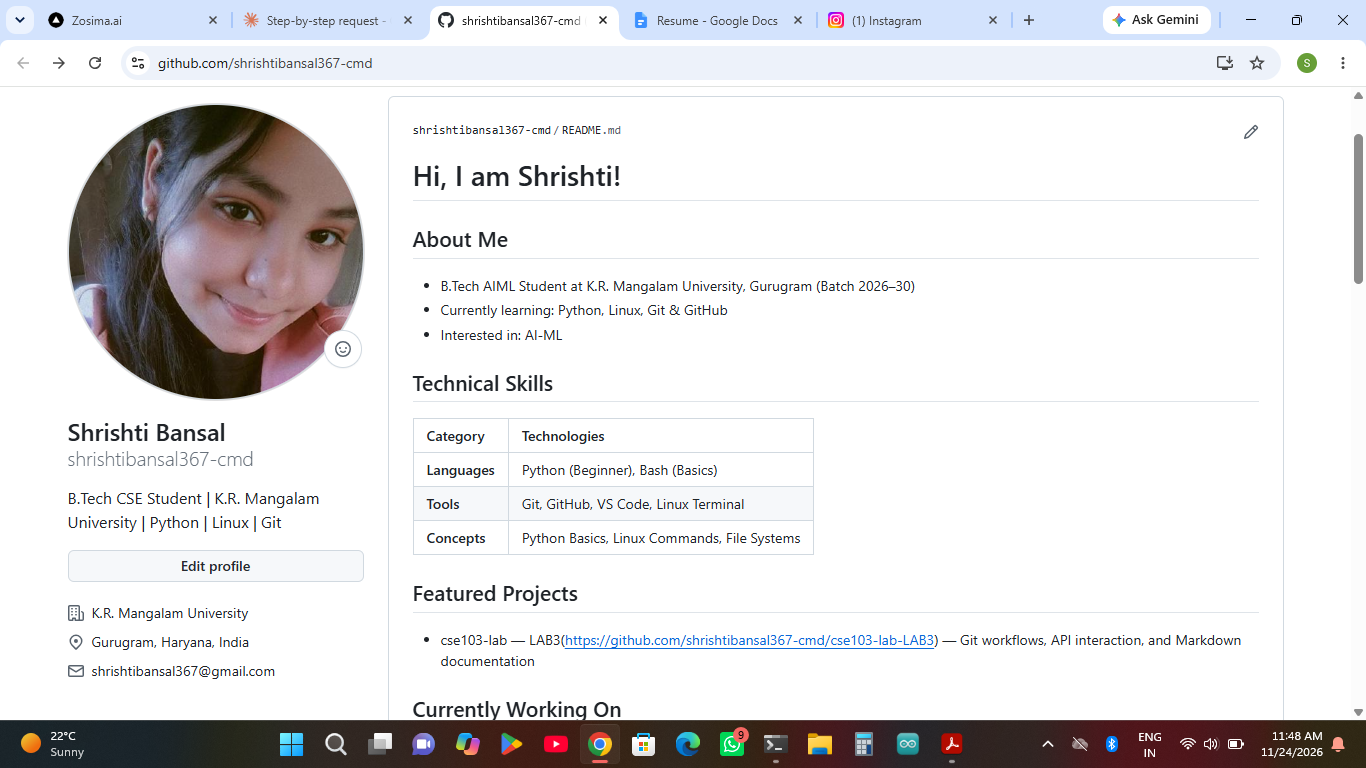 Zosima.ai
Step-by-step request -
shrishtibansal367-cmd
Resume - Google Docs
(1) Instagram
Ask Gemini
github.com/shrishtibansal367-cmd
S
shrishtibansal367-cmd/README.md
Hi, I am Shrishti!
About Me
B.Tech AIML Student at K.R. Mangalam University, Gurugram (Batch 2026–30)
Currently learning: Python, Linux, Git & GitHub
Interested in: AI-ML
Technical Skills
Category Technologies
Languages Python (Beginner), Bash (Basics)
Tools Git, GitHub, VS Code, Linux Terminal
Concepts Python Basics, Linux Commands, File Systems
Featured Projects
cse103-lab — LAB3(https://github.com/shrishtibansal367-cmd/cse103-lab-LAB3) — Git workflows, API interaction, and Markdown
documentation
Currently Working On
Shrishti Bansal
shrishtibansal367-cmd
B.Tech CSE Student | K.R. Mangalam
University | Python | Linux | Git
Edit profile
K.R. Mangalam University
Gurugram, Haryana, India
shrishtibansal367@gmail.com
22°C
Sunny
9
ENG
IN
11:48 AM
11/24/2026